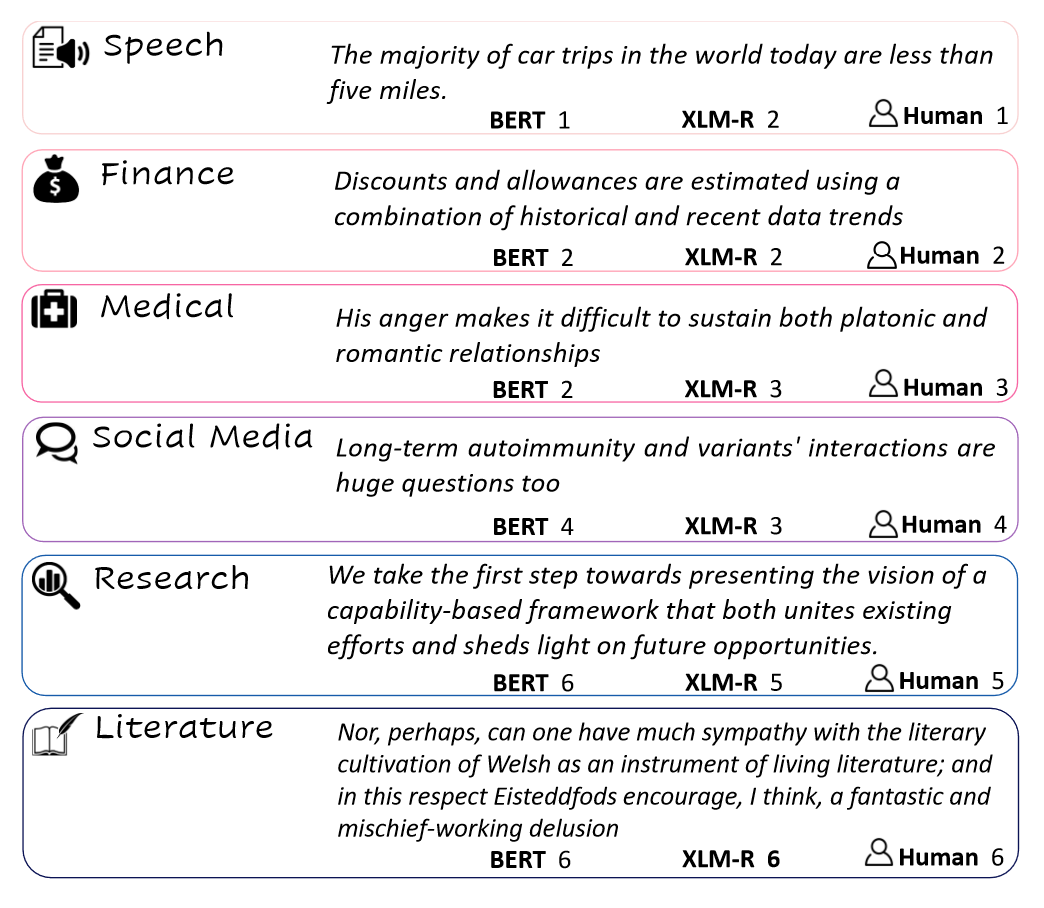 Speech
The majority of car trips in the world today are less than
five miles.
BERT 1 XLM-R 2 Human 1
Finance
Discounts and allowances are estimated using a
combination of historical and recent data trends
BERT 2 XLM-R 2 Human 2
Medical
His anger makes it difficult to sustain both platonic and
romantic relationships
BERT 2 XLM-R 3 Human 3
Social Media
Long-term autoimmunity and variants' interactions are
huge questions too
BERT 4 XLM-R 3 Human 4
Research
We take the first step towards presenting the vision of a
capability-based framework that both unites existing
efforts and sheds light on future opportunities.
BERT 6 XLM-R 5 Human 5
Literature
Nor, perhaps, can one have much sympathy with the literary
cultivation of Welsh as an instrument of living literature; and
in this respect Eisteddfods encourage, I think, a fantastic and
mischief-working delusion
BERT 6 XLM-R 6 Human 6